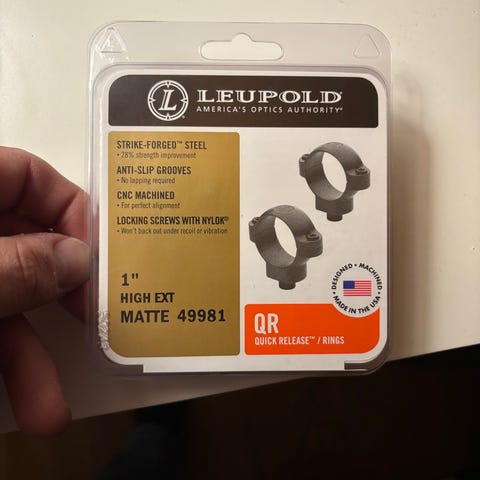 L
LEUPOLD
AMERICA'S OPTICS AUTHORITY®
STRIKE-FORGED™ STEEL
• 28% strength improvement
ANTI-SLIP GROOVES
• No lapping required
CNC MACHINED
• For perfect alignment
LOCKING SCREWS WITH NYLOK®
• Won't back out under recoil or vibration
1"
HIGH EXT
MATTE 49981
• DESIGNED • MACHINED
• MADE IN THE USA •
QR
QUICK RELEASE™ / RINGS